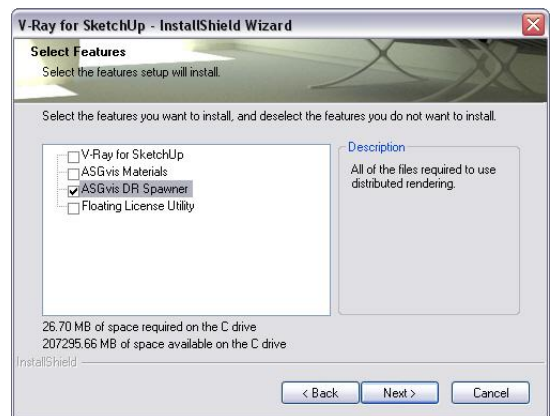 V-Ray for SketchUp - InstallShield Wizard
Select Features
Select the features setup will install.
Select the features you want to install, and deselect the features you do not want to install.
V-Ray for SketchUp
ASGvis Materials
ASGvis DR Spawner
Floating License Utility
Description
All of the files required to use
distributed rendering.
26.70 MB of space required on the C drive
207295.66 MB of space available on the C drive
InstallShield
< Back
Next >
Cancel